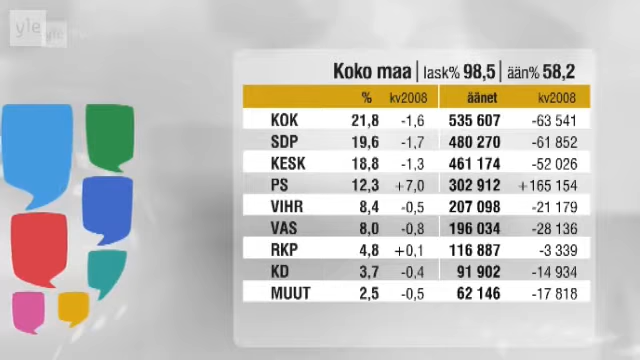 yle
yle
Koko maa | lask% 98,5 | ään% 58,2
% kv2008 äänet kv2008
KOK 21,8 -1,6 535 607 -63 541
SDP 19,6 -1,7 480 270 -61 852
KESK 18,8 -1,3 461 174 -52 026
PS 12,3 +7,0 302 912 +165 154
VIHR 8,4 -0,5 207 098 -21 179
VAS 8,0 -0,8 196 034 -28 136
RKP 4,8 +0,1 116 887 -3 339
KD 3,7 -0,4 91 902 -14 934
MUUT 2,5 -0,5 62 146 -17 818